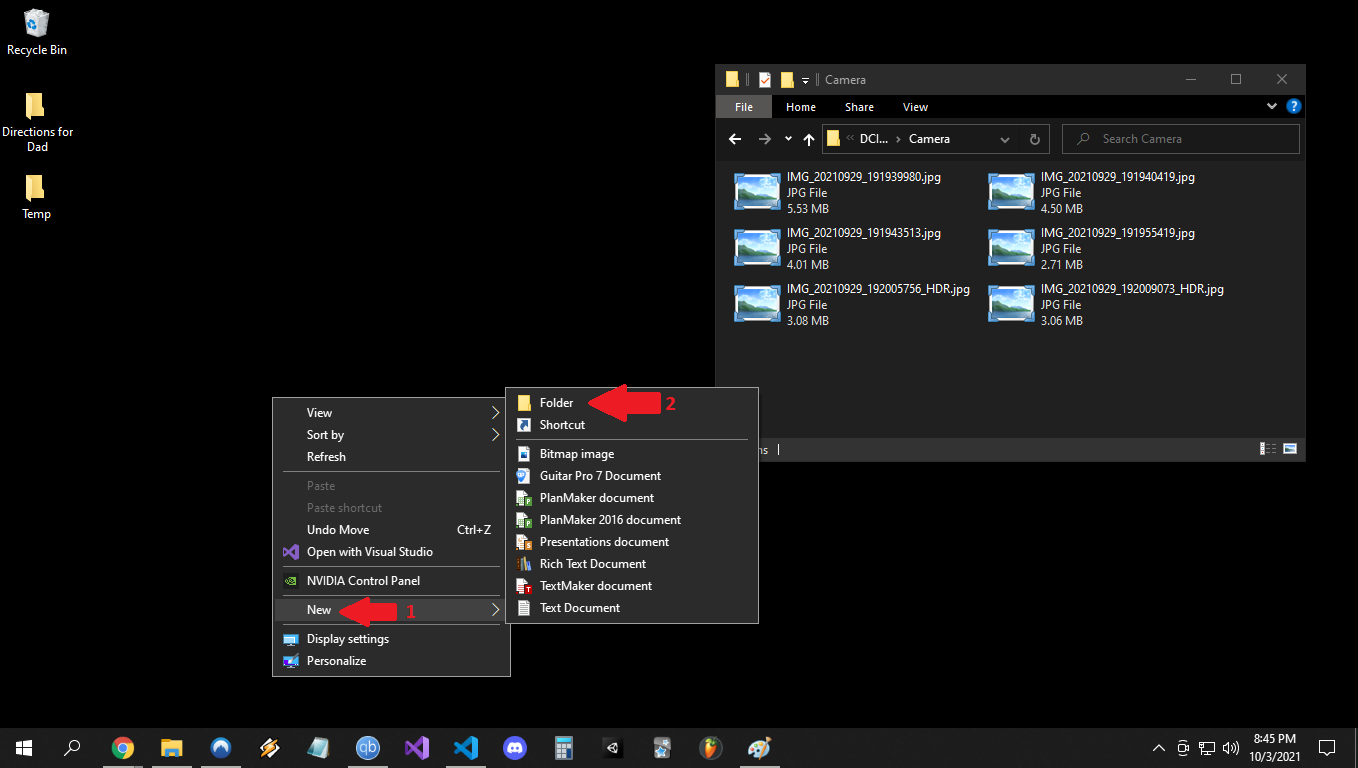 Recycle Bin
Directions for
Dad
Temp
Camera
File Home Share View
?
DCI... Camera
Search Camera
IMG_20210929_191939980.jpg
JPG File
5.53 MB
IMG_20210929_191940419.jpg
JPG File
4.50 MB
IMG_20210929_191943513.jpg
JPG File
4.01 MB
IMG_20210929_191955419.jpg
JPG File
2.71 MB
IMG_20210929_192005756_HDR.jpg
JPG File
3.08 MB
IMG_20210929_192009073_HDR.jpg
JPG File
3.06 MB
View
Sort by
Refresh
Paste
Paste shortcut
Undo Move Ctrl+Z
Open with Visual Studio
NVIDIA Control Panel
New 1
Display settings
Personalize
Folder 2
Shortcut
Bitmap image
Guitar Pro 7 Document
PlanMaker document
PlanMaker 2016 document
Presentations document
Rich Text Document
TextMaker document
Text Document
qb
8:45 PM
10/3/2021